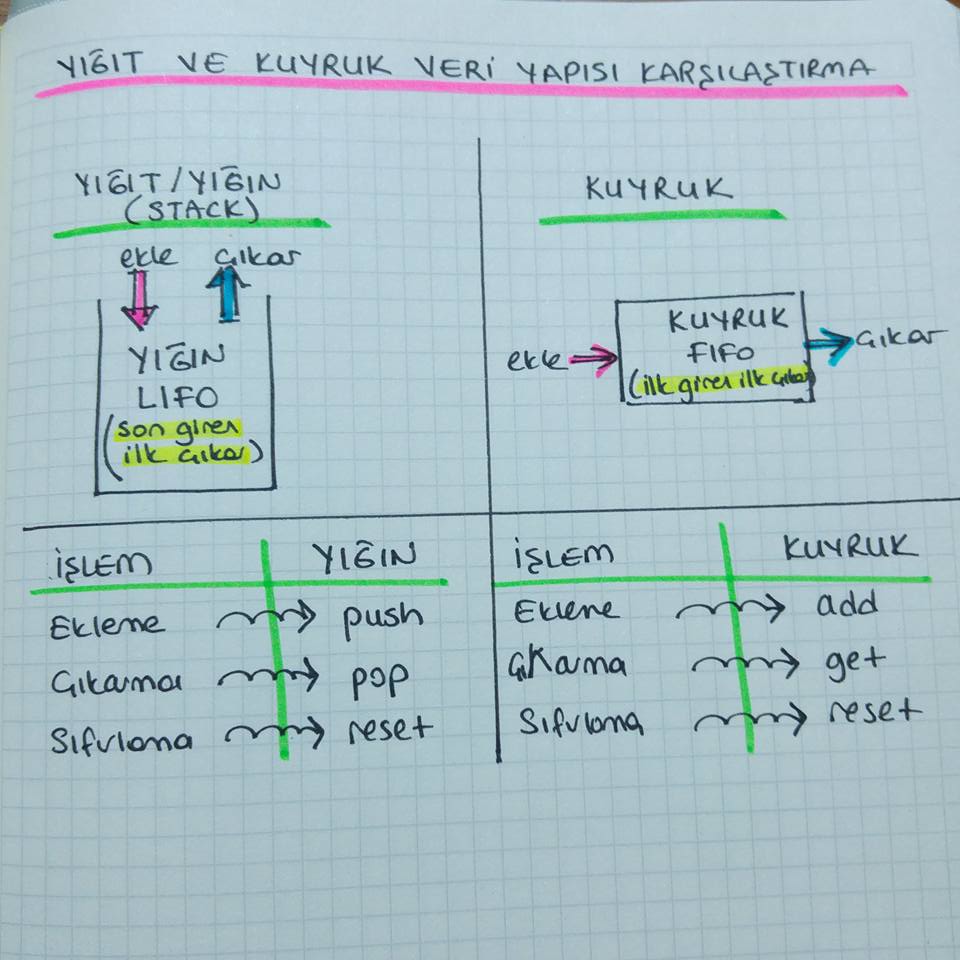 YIĞIT VE KUYRUK VERİ YAPISI KARŞILAŞTIRMA
YIĞIT/YIĞIN
(STACK)
ekle çıkar
YIĞIN
LIFO
(son giren
ilk çıkar)
KUYRUK
ekle
KUYRUK
FIFO
(ilk giren ilk çıkar)
çıkar
İŞLEM YIĞIN
Ekleme push
Çıkarma pop
Sıfırlama reset
İŞLEM KUYRUK
Ekleme add
Çıkarma get
Sıfırlama reset